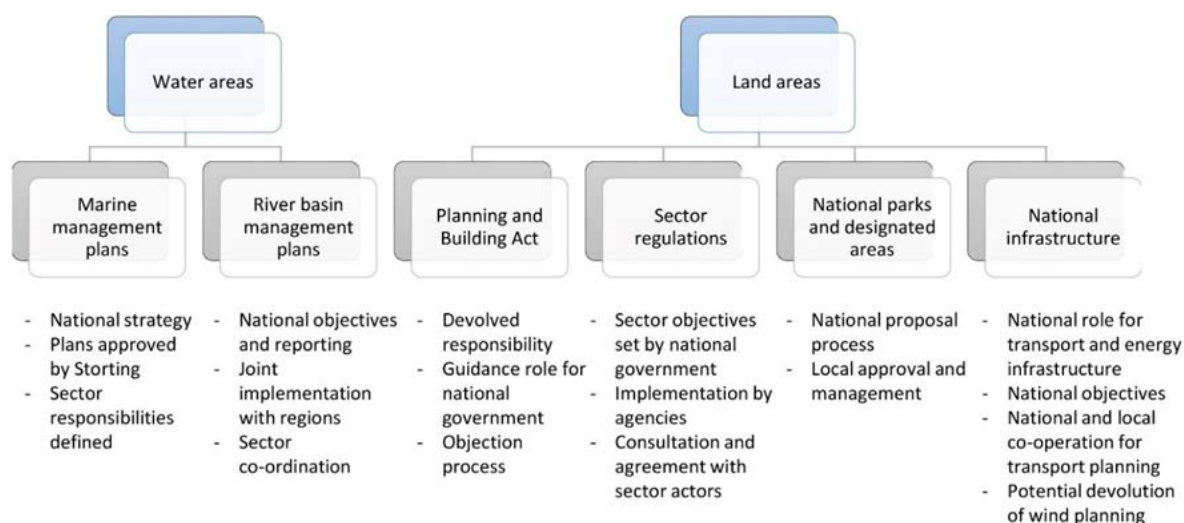 Water areas
Land areas
Marine
management
plans
River basin
management
plans
Planning and
Building Act
Sector
regulations
National parks
and designated
areas
National
infrastructure
- National strategy
- Plans approved
by Storting
- Sector
responsibilities
defined
- National objectives
and reporting
- Joint
implementation
with regions
- Sector
co-ordination
- Devolved
responsibility
- Guidance role for
national
government
- Objection
process
- Sector objectives
set by national
government
- Implementation by
agencies
- Consultation and
agreement with
sector actors
- National proposal
process
- Local approval and
management
- National role for
transport and energy
infrastructure
- National objectives
- National and local
co-operation for
transport planning
- Potential devolution
of wind planning